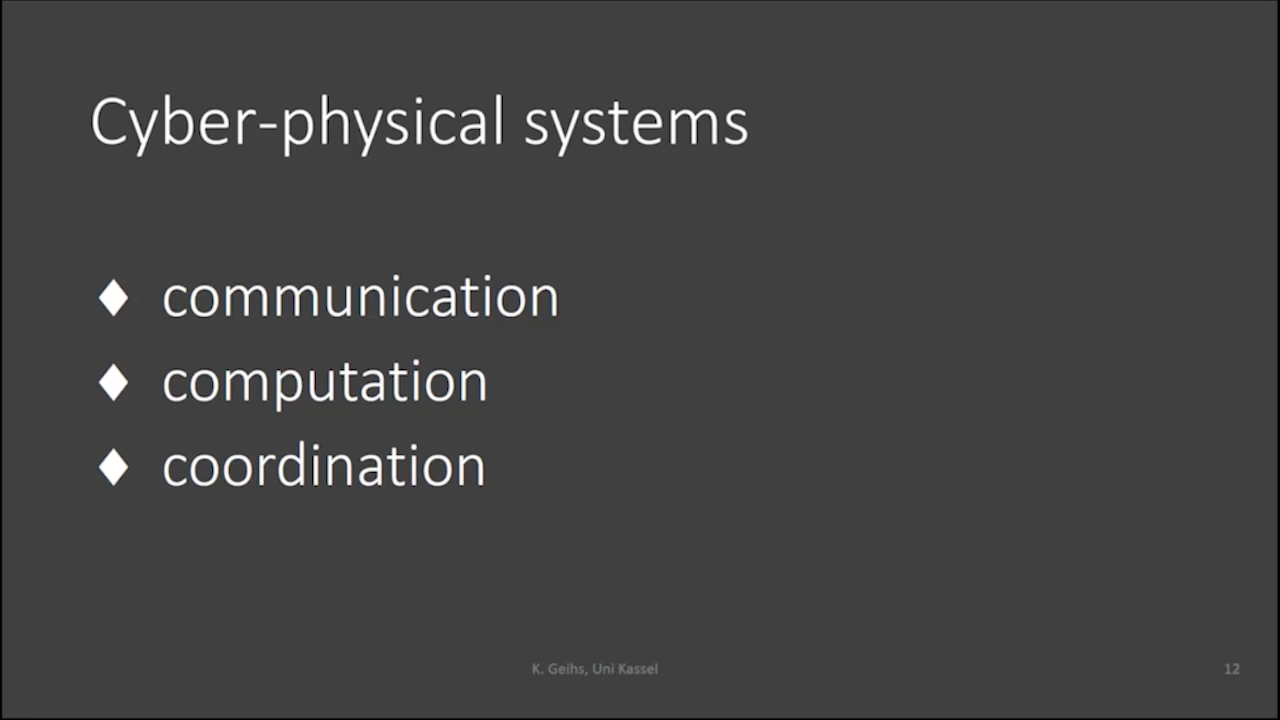 Cyber-physical systems
♦ communication
♦ computation
♦ coordination
K. Geihs, Uni Kassel
12